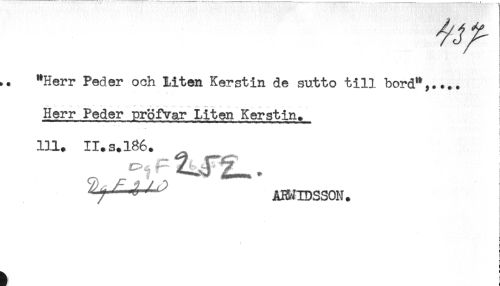 437
.. "Herr Peder och Liten Kerstin de sutto till bord",....
Herr Peder pröfvar Liten Kerstin.
111. II.s.186.
DgF 252.
DgF 210
ARWIDSSON.